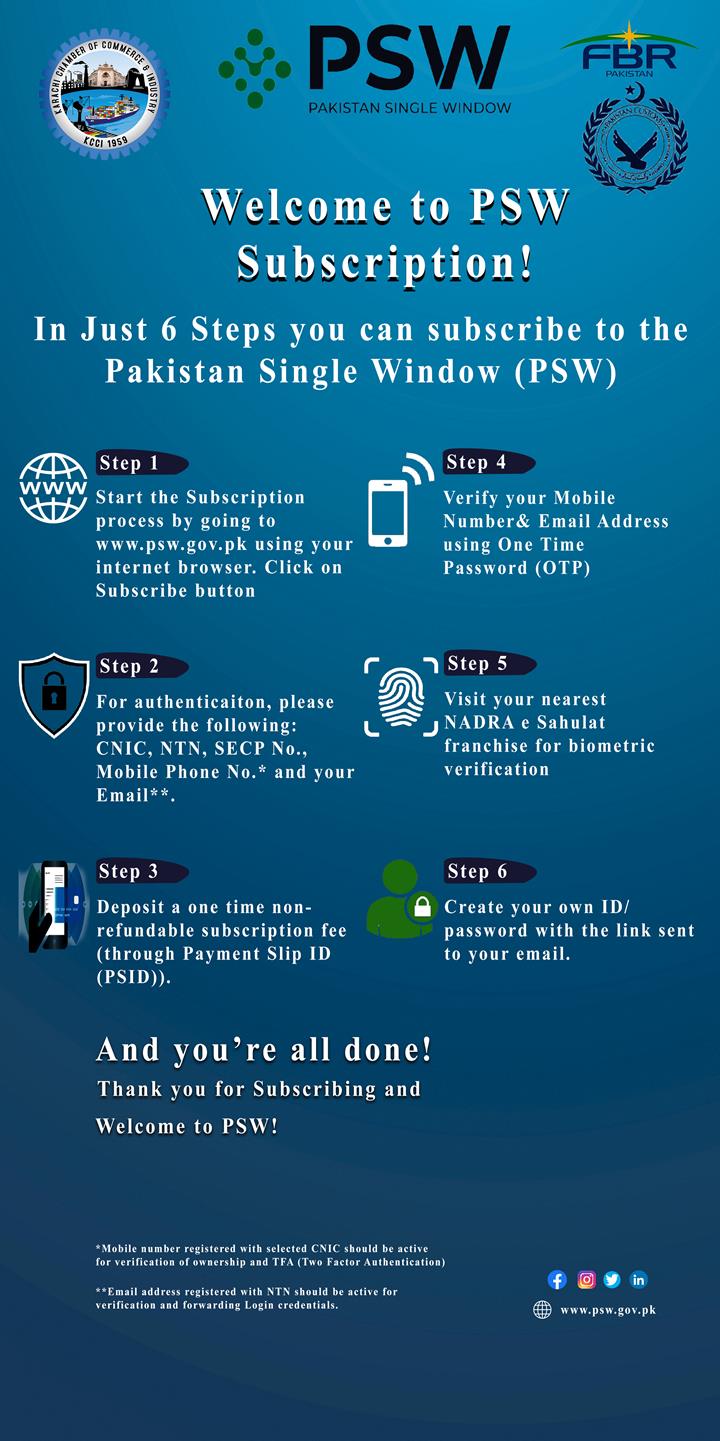 KARACHI CHAMBER OF COMMERCE & INDUSTRY
KCCI 1959
PSW
PAKISTAN SINGLE WINDOW
FBR
PAKISTAN
PAKISTAN CUSTOMS
Welcome to PSW
Subscription!
In Just 6 Steps you can subscribe to the
Pakistan Single Window (PSW)
WWW
Step 1
Start the Subscription
process by going to
www.psw.gov.pk using your
internet browser. Click on
Subscribe button
Step 2
For authenticaiton, please
provide the following:
CNIC, NTN, SECP No.,
Mobile Phone No.* and your
Email**.
Step 3
Deposit a one time non-
refundable subscription fee
(through Payment Slip ID
(PSID)).
Step 4
Verify your Mobile
Number& Email Address
using One Time
Password (OTP)
Step 5
Visit your nearest
NADRA e Sahulat
franchise for biometric
verification
Step 6
Create your own ID/
password with the link sent
to your email.
And you’re all done!
Thank you for Subscribing and
Welcome to PSW!
*Mobile number registered with selected CNIC should be active
for verification of ownership and TFA (Two Factor Authentication)
**Email address registered with NTN should be active for
verification and forwarding Login credentials.
www.psw.gov.pk